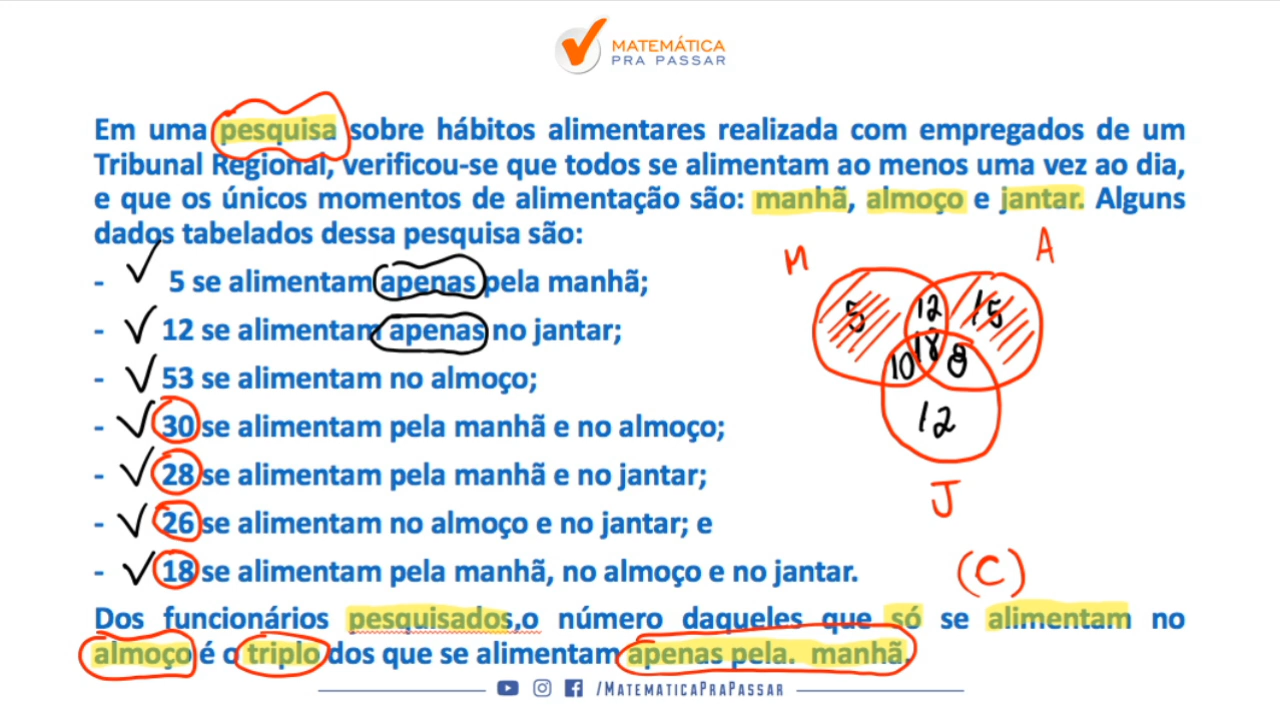 MATEMÁTICA
PRA PASSAR
Em uma pesquisa sobre hábitos alimentares realizada com empregados de um
Tribunal Regional, verificou-se que todos se alimentam ao menos uma vez ao dia,
e que os únicos momentos de alimentação são: manhã, almoço e jantar. Alguns
dados tabelados dessa pesquisa são:
- 5 se alimentam apenas pela manhã;
- 12 se alimentam apenas no jantar;
- 53 se alimentam no almoço;
- 30 se alimentam pela manhã e no almoço;
- 28 se alimentam pela manhã e no jantar;
- 26 se alimentam no almoço e no jantar; e
- 18 se alimentam pela manhã, no almoço e no jantar.
M A
5 12 15
10 18 8
12
J
(C)
Dos funcionários pesquisados,o número daqueles que só se alimentam no
almoço é o triplo dos que se alimentam apenas pela. manhã.
/MATEMATICAPRAPASSAR